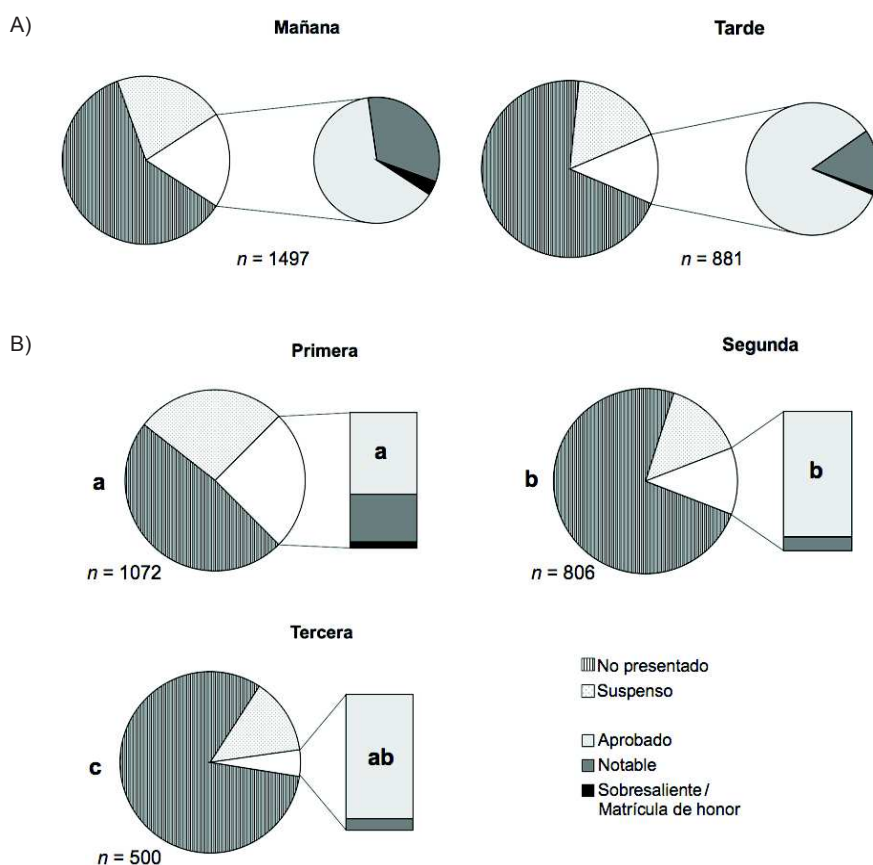 A)
Mañana
Tarde
n = 1497
n = 881
B)
Primera
Segunda
a
a
b
b
n = 1072
n = 806
Tercera
c
ab
n = 500
No presentado
Suspenso
Aprobado
Notable
Sobresaliente /
Matrícula de honor